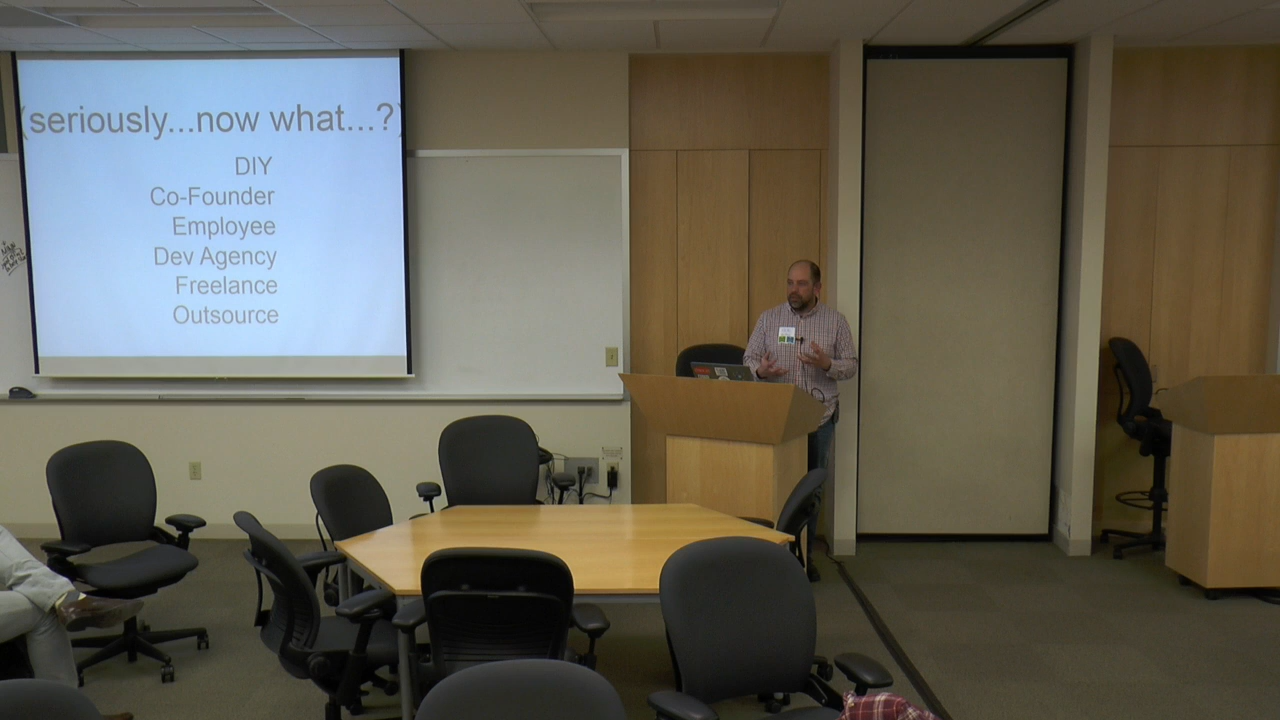 (seriously...now what...?)
DIY
Co-Founder
Employee
Dev Agency
Freelance
Outsource